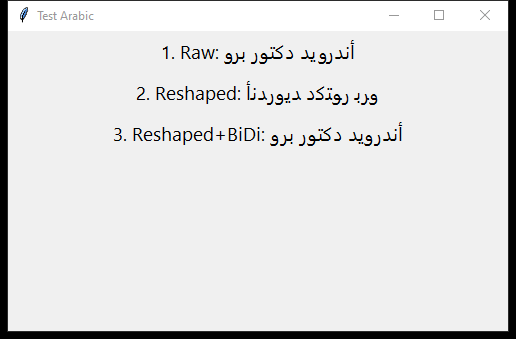 Test Arabic
1. Raw: أندرويد دكتور برو
2. Reshaped: ورب روتكد ديوردنأ
3. Reshaped+BiDi: أندرويد دكتور برو